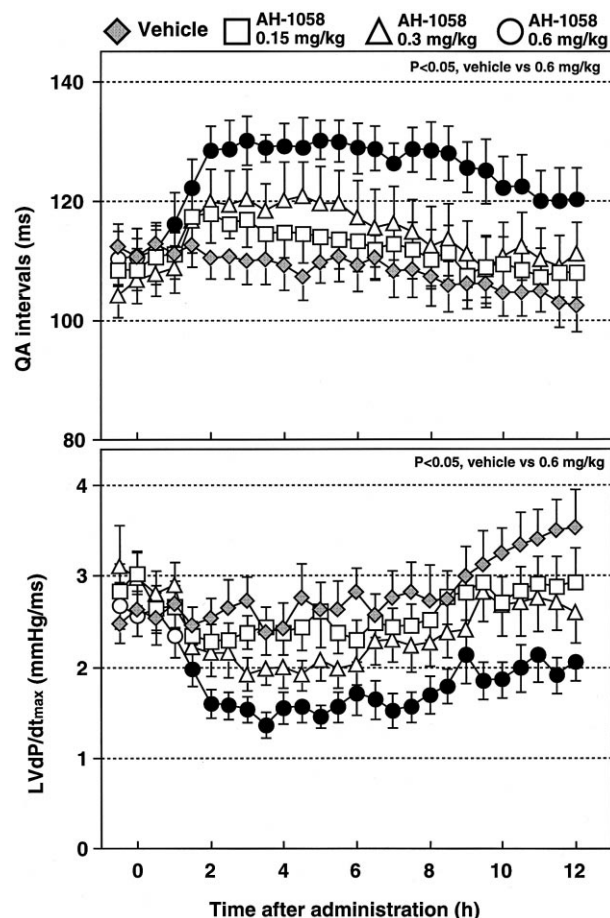 Vehicle
AH-1058
0.15 mg/kg
AH-1058
0.3 mg/kg
AH-1058
0.6 mg/kg
P<0.05, vehicle vs 0.6 mg/kg
QA intervals (ms)
140
120
100
80
P<0.05, vehicle vs 0.6 mg/kg
LVdP/dtmax (mmHg/ms)
4
3
2
1
0
0 2 4 6 8 10 12
Time after administration (h)